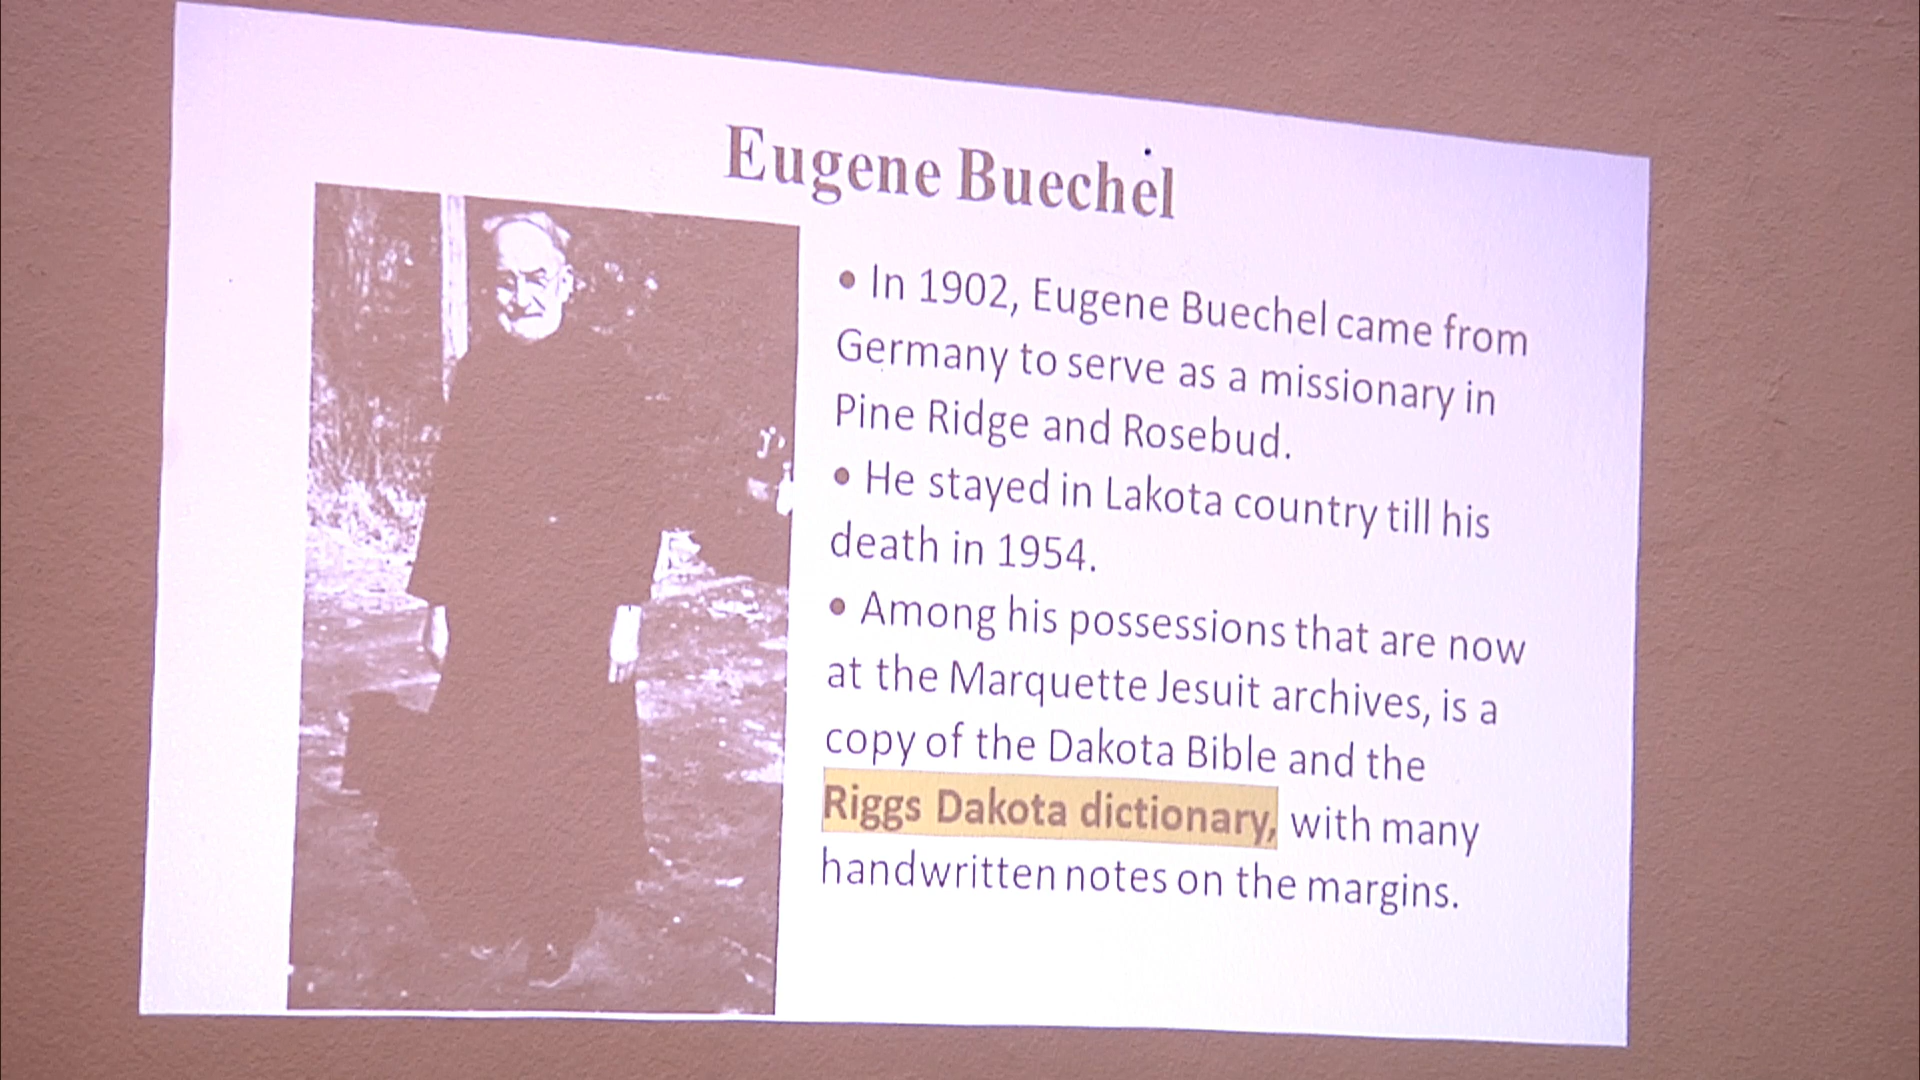 Eugene Buechel
• In 1902, Eugene Buechel came from
Germany to serve as a missionary in
Pine Ridge and Rosebud.
• He stayed in Lakota country till his
death in 1954.
• Among his possessions that are now
at the Marquette Jesuit archives, is a
copy of the Dakota Bible and the
Riggs Dakota dictionary, with many
handwritten notes on the margins.